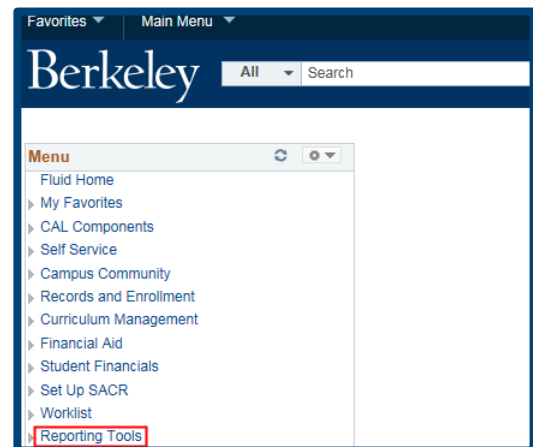 Favorites Main Menu
Berkeley All Search
Menu
Fluid Home
My Favorites
CAL Components
Self Service
Campus Community
Records and Enrollment
Curriculum Management
Financial Aid
Student Financials
Set Up SACR
Worklist
Reporting Tools